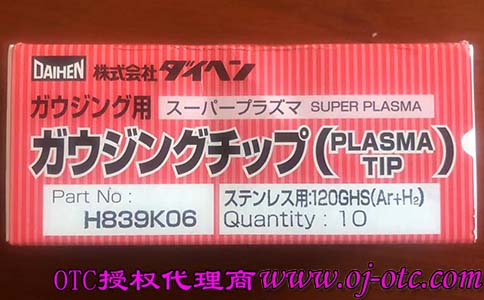 DAIHEN 株式会社ダイヘン
ガウジング用 スーパープラズマ SUPER PLASMA
ガウジングチップ(PLASMA TIP)
Part No : ステンレス用:120GHS(Ar+H₂)
H839K06 Quantity : 10
OTC授权代理商www.oj-otc.com